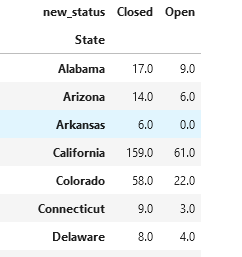 new_status Closed Open
State
Alabama 17.0 9.0
Arizona 14.0 6.0
Arkansas 6.0 0.0
California 159.0 61.0
Colorado 58.0 22.0
Connecticut 9.0 3.0
Delaware 8.0 4.0